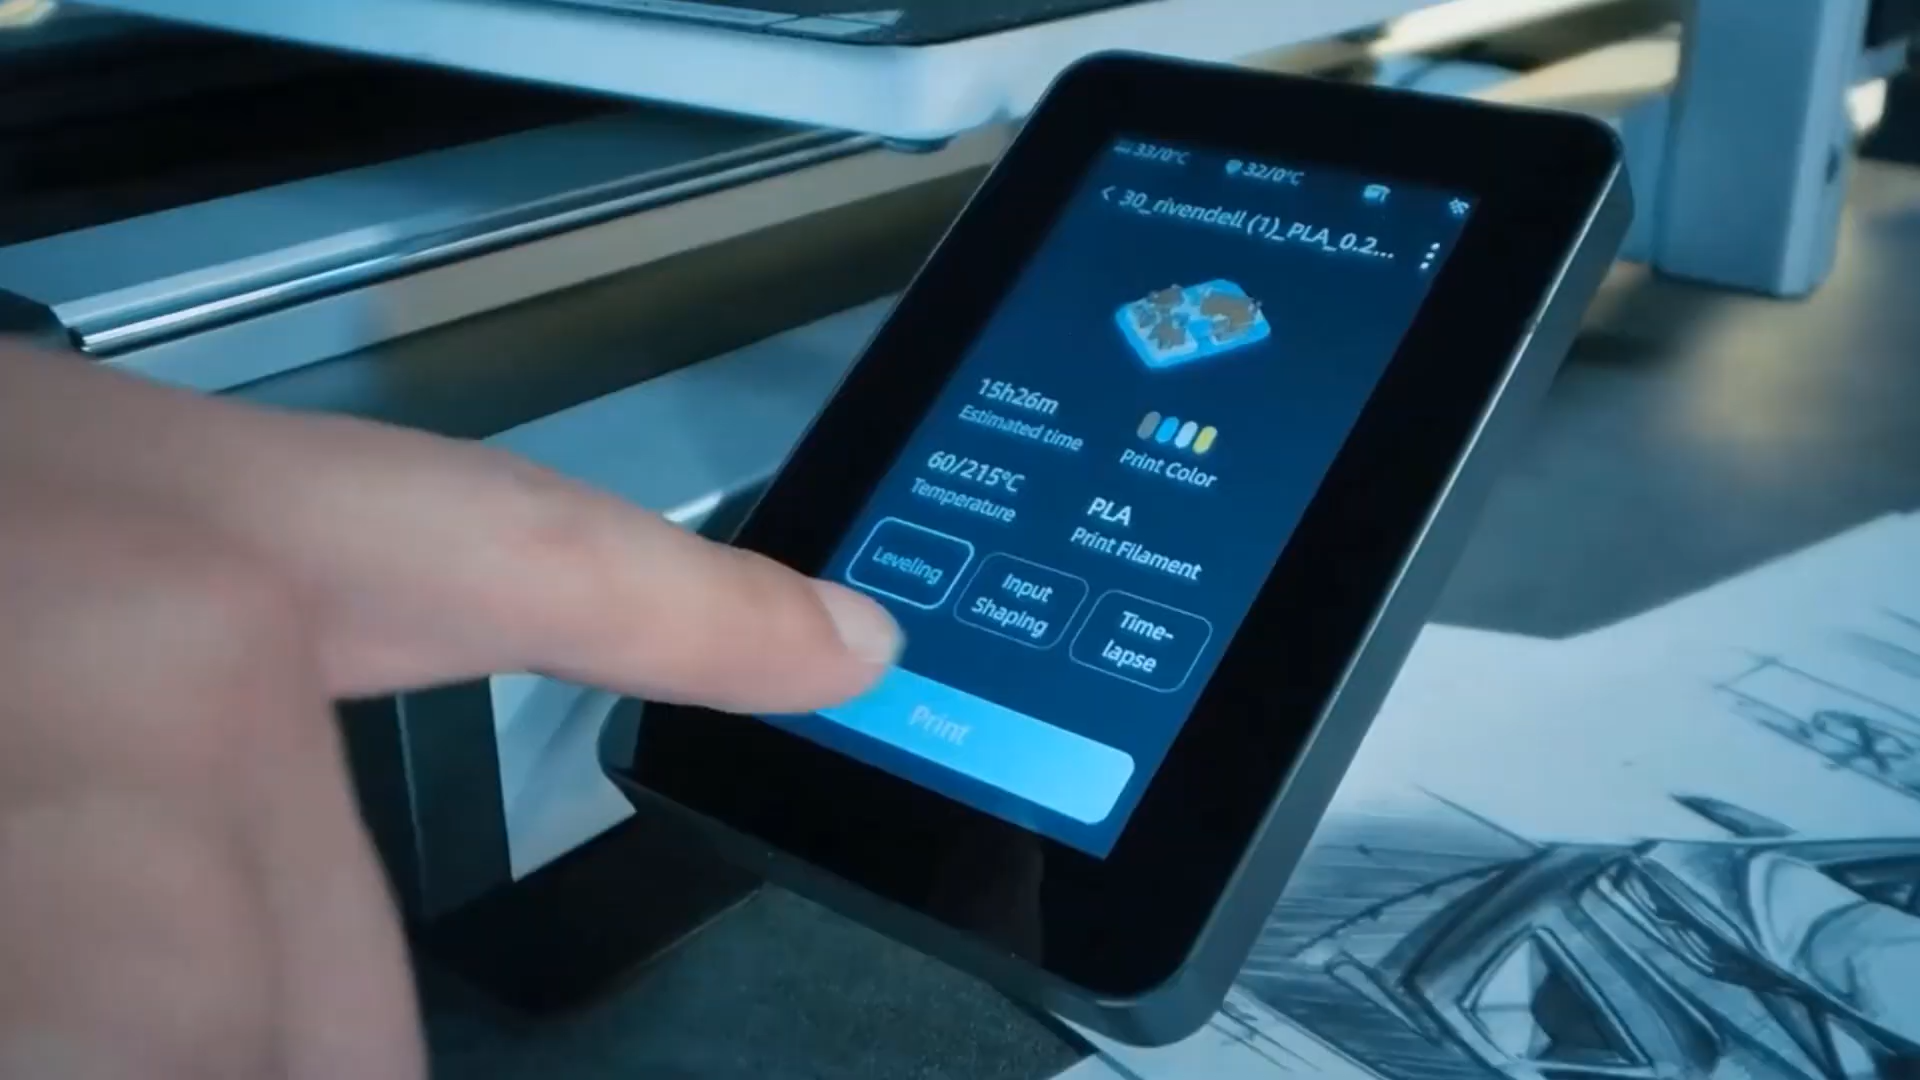 33/0°C 32/0°C
< 30_rivendell (1)_PLA_0.2...
15h26m
Estimated time
Print Color
60/215°C
Temperature
PLA
Print Filament
Leveling
Input
Shaping
Time-
lapse
Print